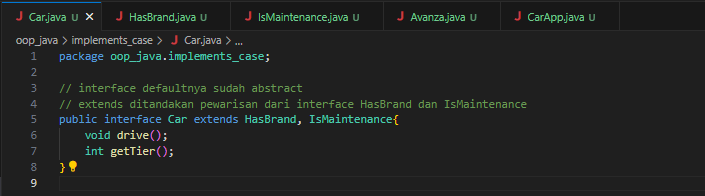 J Car.java U X J HasBrand.java U J IsMaintenance.java U J Avanza.java U J CarApp.java U
oop_java > implements_case > J Car.java > ...
1 package oop_java.implements_case;
2
3 // interface defaultnya sudah abstract
4 // extends ditandakan pewarisan dari interface HasBrand dan IsMaintenance
5 public interface Car extends HasBrand, IsMaintenance{
6 void drive();
7 int getTier();
8 }
9